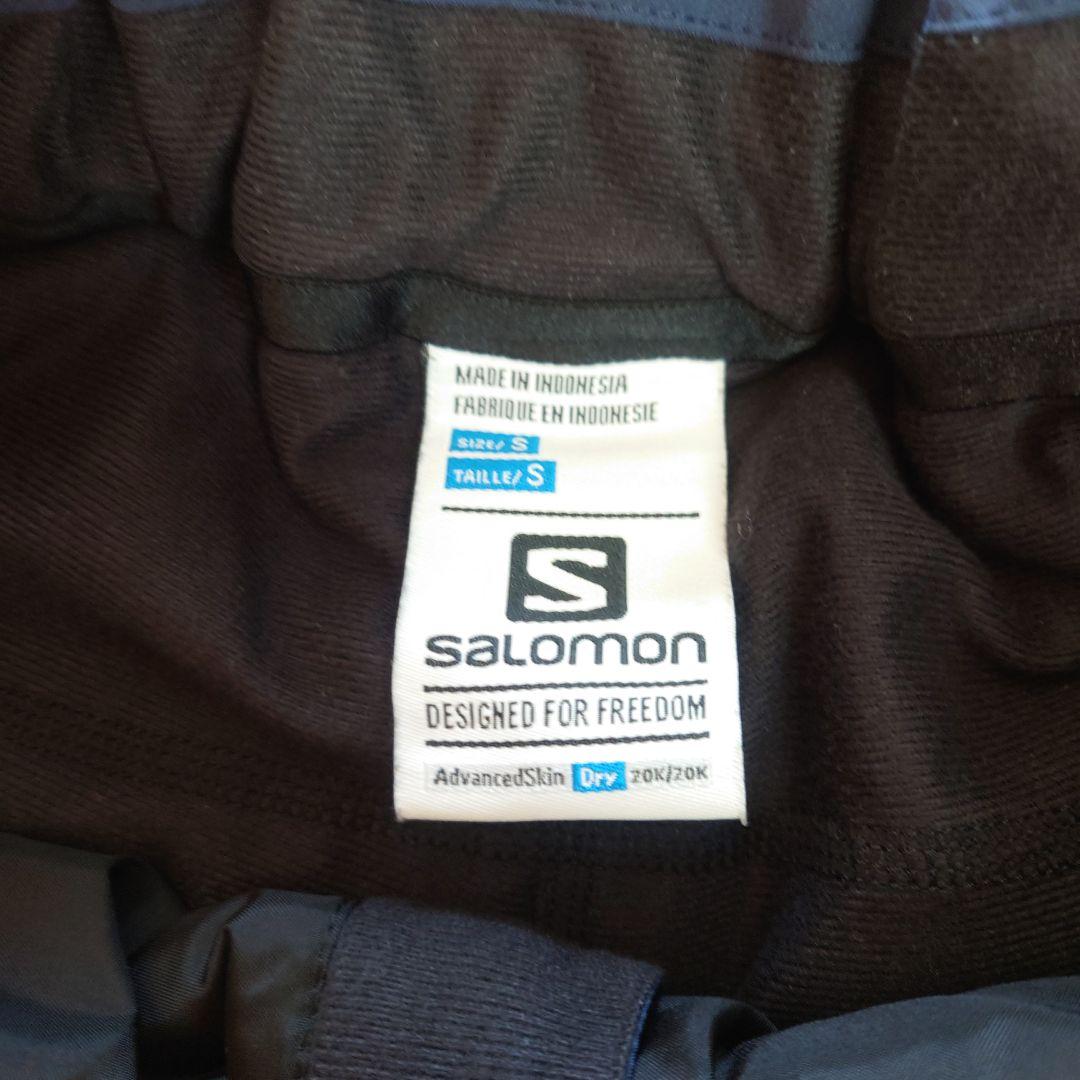 MADE IN INDONESIA
FABRIQUE EN INDONESIE
SIZE/ S
TAILLE/ S
S
SALOMON
DESIGNED FOR FREEDOM
AdvancedSkin Dry 20K/20K